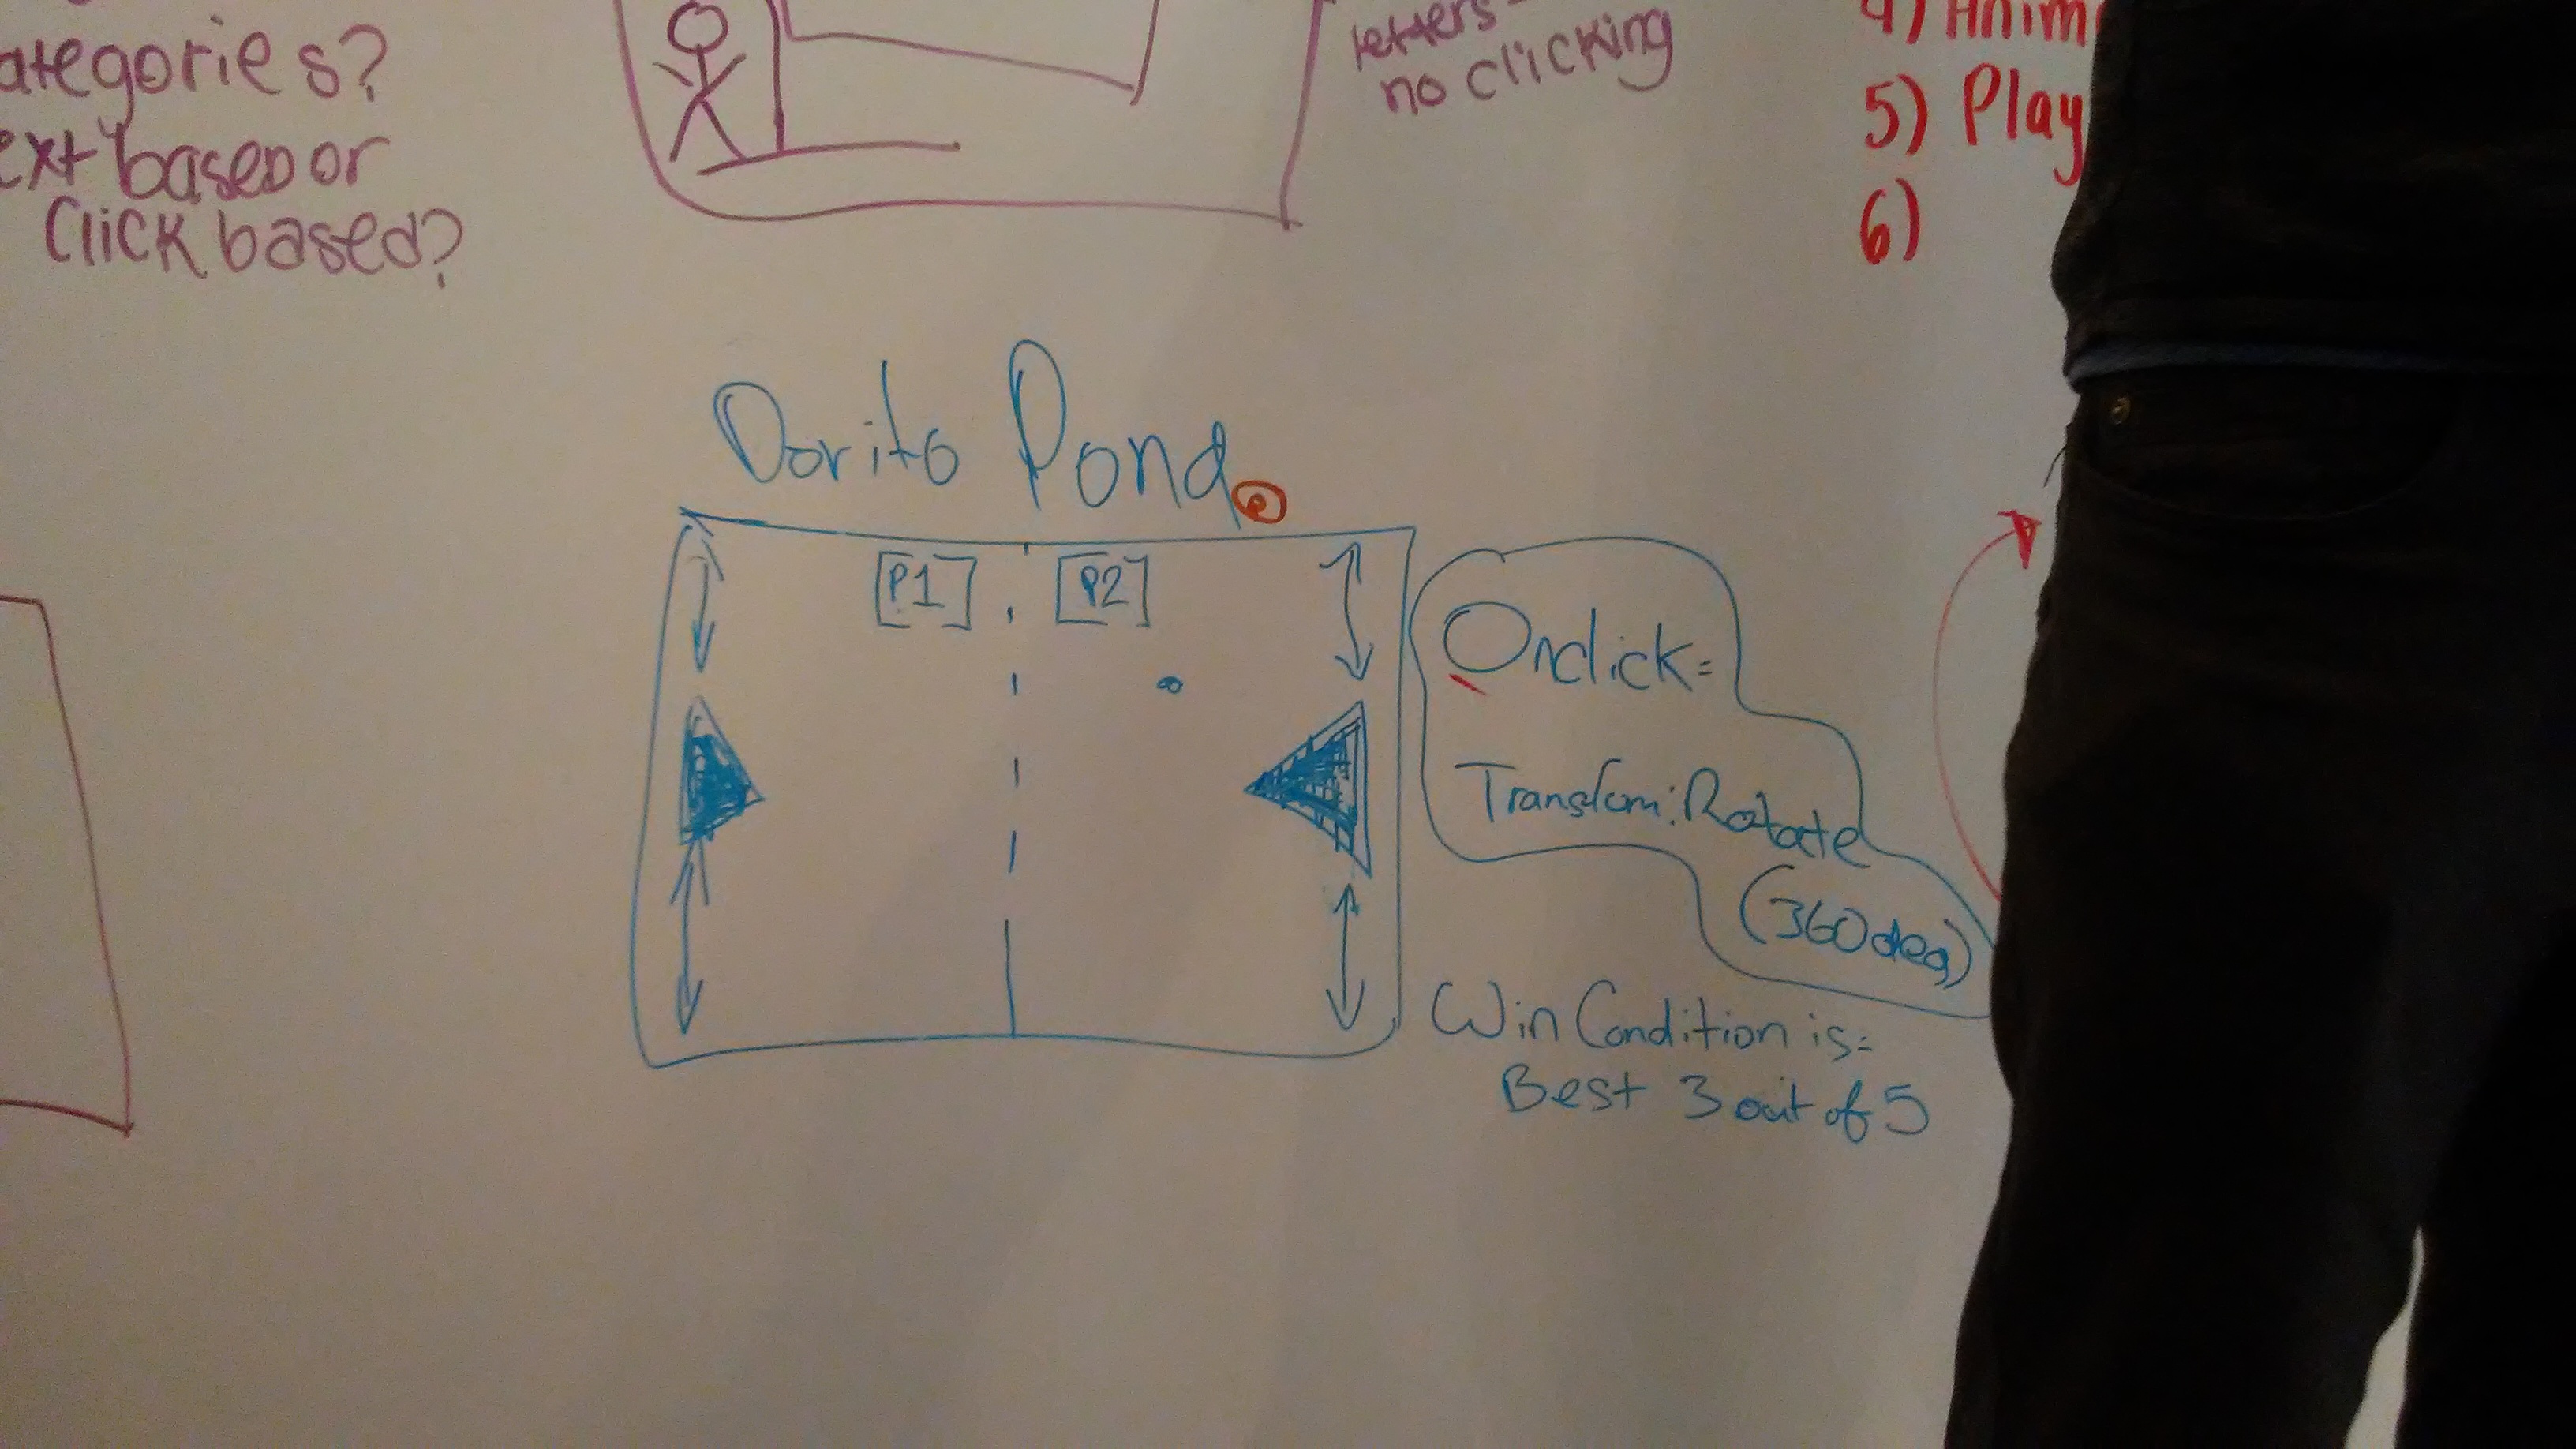 ategories?
ext based or
Click based?
letters
no clicking
4) Anim
5) Play
6)
Dorito Pond
[P1] [P2]
Onclick=
Transform: Rotate
(360deg)
Win Condition is=
Best 3 out of 5